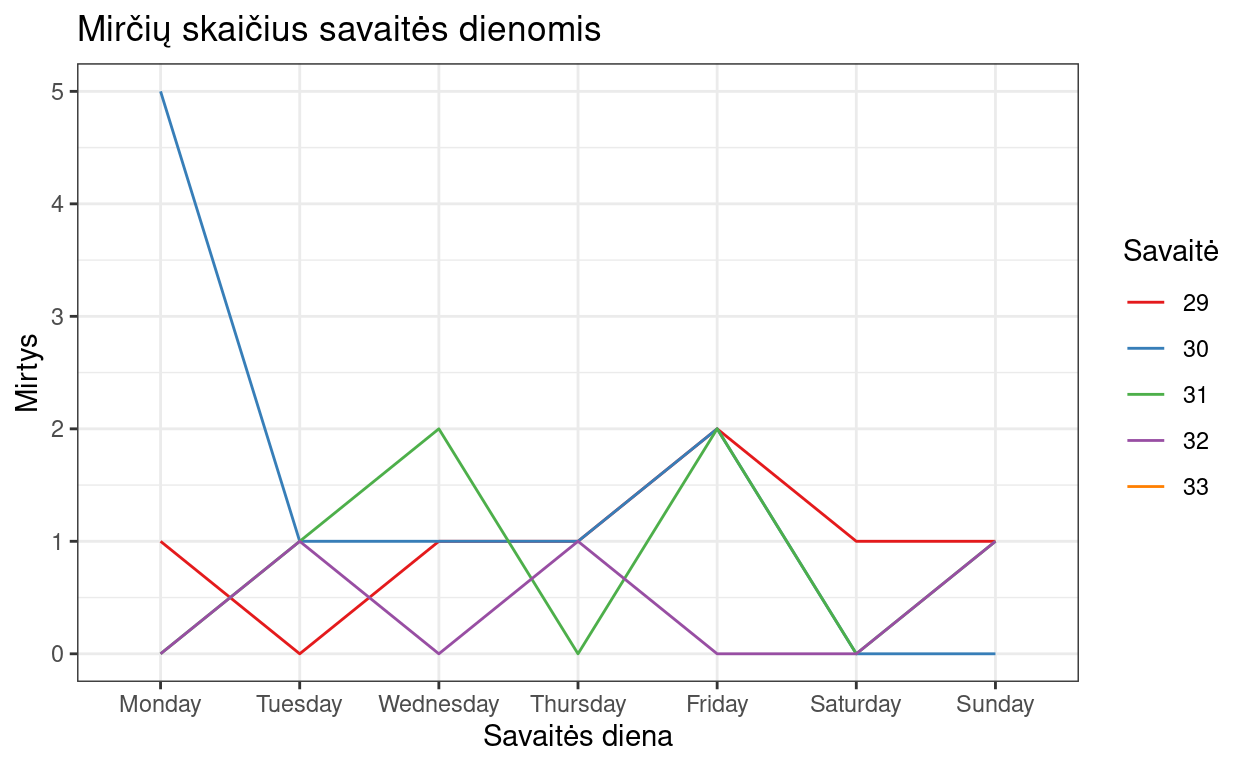 Mirčių skaičius savaitės dienomis
5
4
3
2
1
0
Mirtys
Monday Tuesday Wednesday Thursday Friday Saturday Sunday
Savaitės diena
Savaitė
29
30
31
32
33